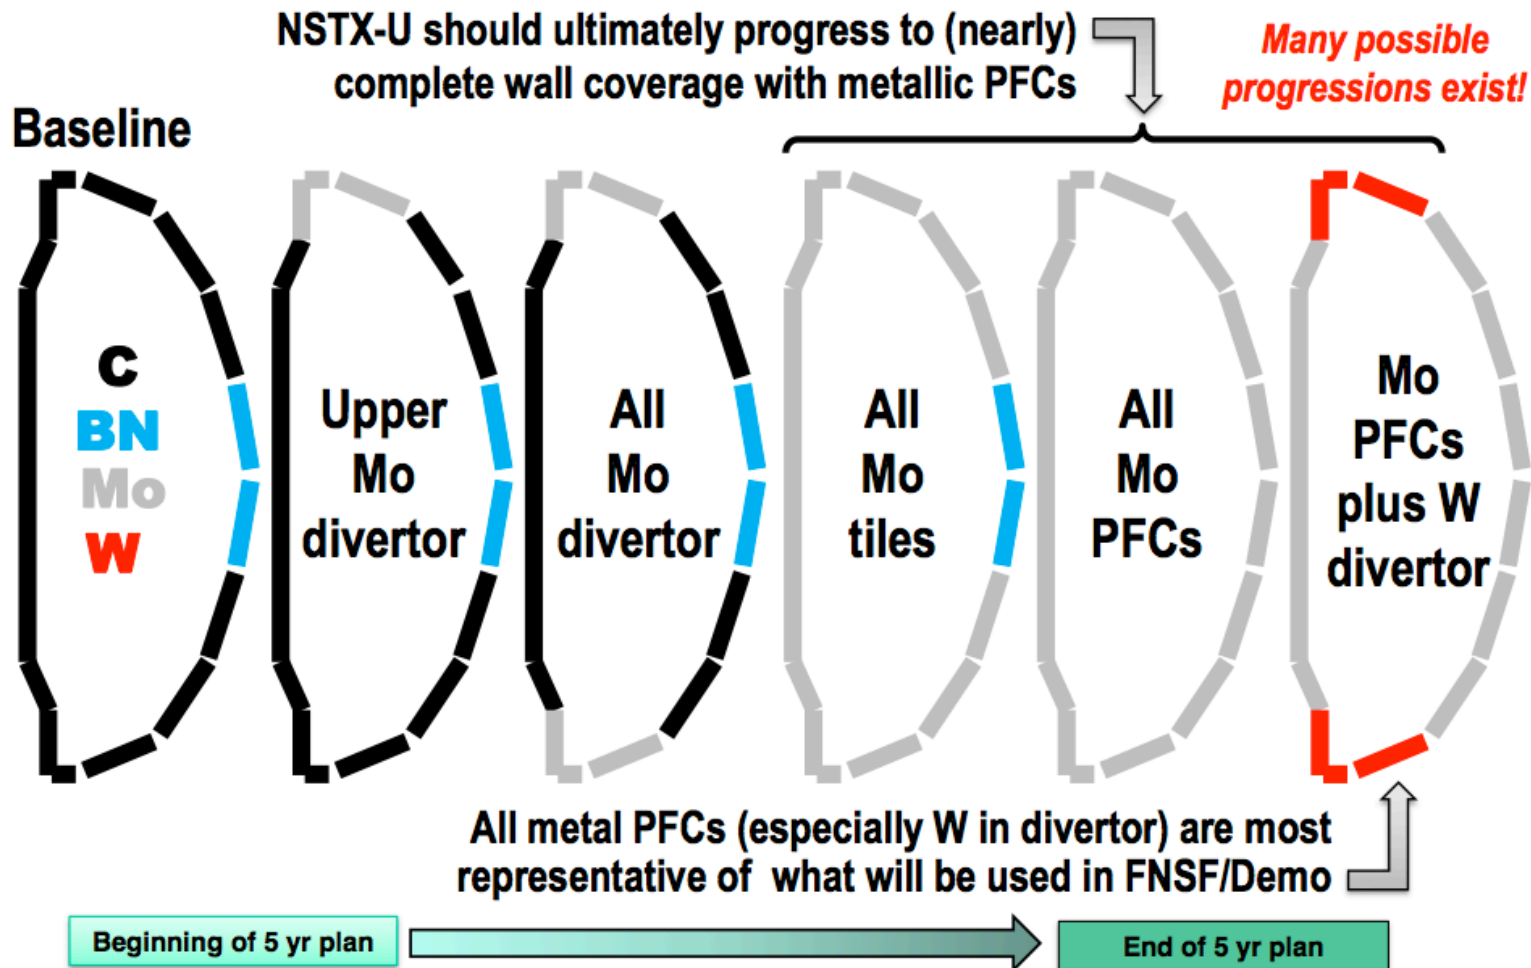 NSTX-U should ultimately progress to (nearly)
complete wall coverage with metallic PFCs
Many possible
progressions exist!
Baseline
C
BN
Mo
W
Upper
Mo
divertor
All
Mo
divertor
All
Mo
tiles
All
Mo
PFCs
Mo
PFCs
plus W
divertor
All metal PFCs (especially W in divertor) are most
representative of what will be used in FNSF/Demo
Beginning of 5 yr plan
End of 5 yr plan